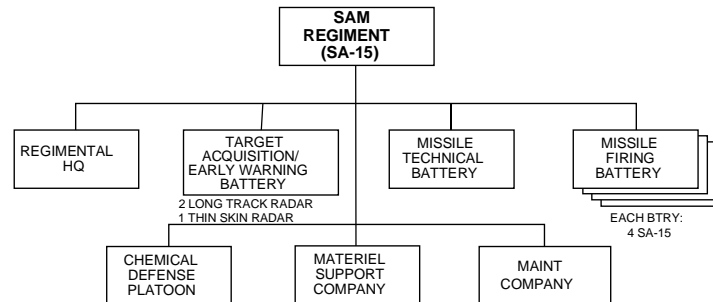 SAM
REGIMENT
(SA-15)
REGIMENTAL
HQ
TARGET
ACQUISITION/
EARLY WARNING
BATTERY
2 LONG TRACK RADAR
1 THIN SKIN RADAR
MISSILE
TECHNICAL
BATTERY
MISSILE
FIRING
BATTERY
EACH BTRY:
4 SA-15
CHEMICAL
DEFENSE
PLATOON
MATERIEL
SUPPORT
COMPANY
MAINT
COMPANY